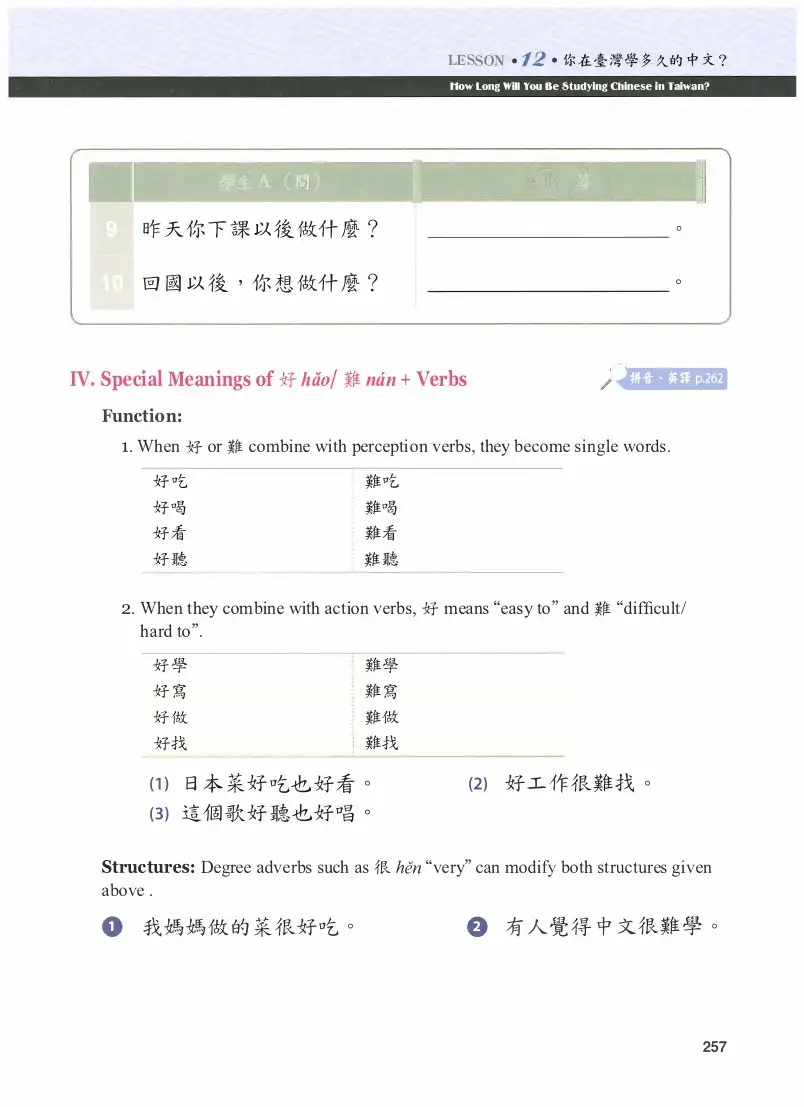 LESSON • 12 • 你在臺灣學多久的中文？
How Long Will You Be Studying Chinese in Taiwan?
學生 A （問） 答
9 昨天你下課以後做什麼？ ____________________。
10 回國以後，你想做什麼？ ____________________。
IV. Special Meanings of 好 hǎo/ 難 nán + Verbs
拼音、英譯 p.262
Function:
1. When 好 or 難 combine with perception verbs, they become single words.
好吃 難吃
好喝 難喝
好看 難看
好聽 難聽
2. When they combine with action verbs, 好 means “easy to” and 難 “difficult/
hard to”.
好學 難學
好寫 難寫
好做 難做
好找 難找
(1) 日本菜好吃也好看。 (2) 好工作很難找。
(3) 這個歌好聽也好唱。
Structures: Degree adverbs such as 很 hěn “very” can modify both structures given
above .
1 我媽媽做的菜很好吃。 2 有人覺得中文很難學。
257